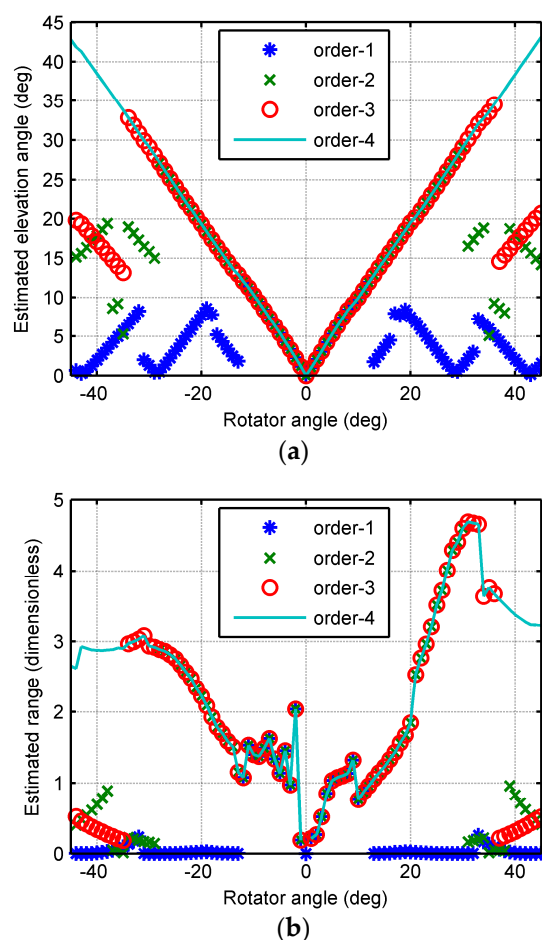 45
40
35
30
25
20
15
10
5
0
Estimated elevation angle (deg)
order-1
order-2
order-3
order-4
-40
-20
0
20
40
Rotator angle (deg)
(a)
5
4
3
2
1
0
Estimated range (dimensionless)
order-1
order-2
order-3
order-4
-40
-20
0
20
40
Rotator angle (deg)
(b)